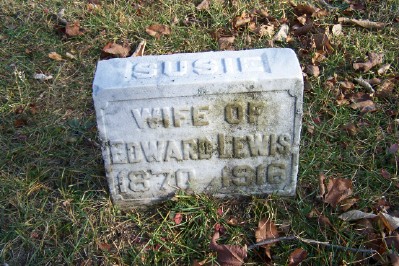 SUSIE
WIFE OF
EDWARD LEWIS
1870 1916